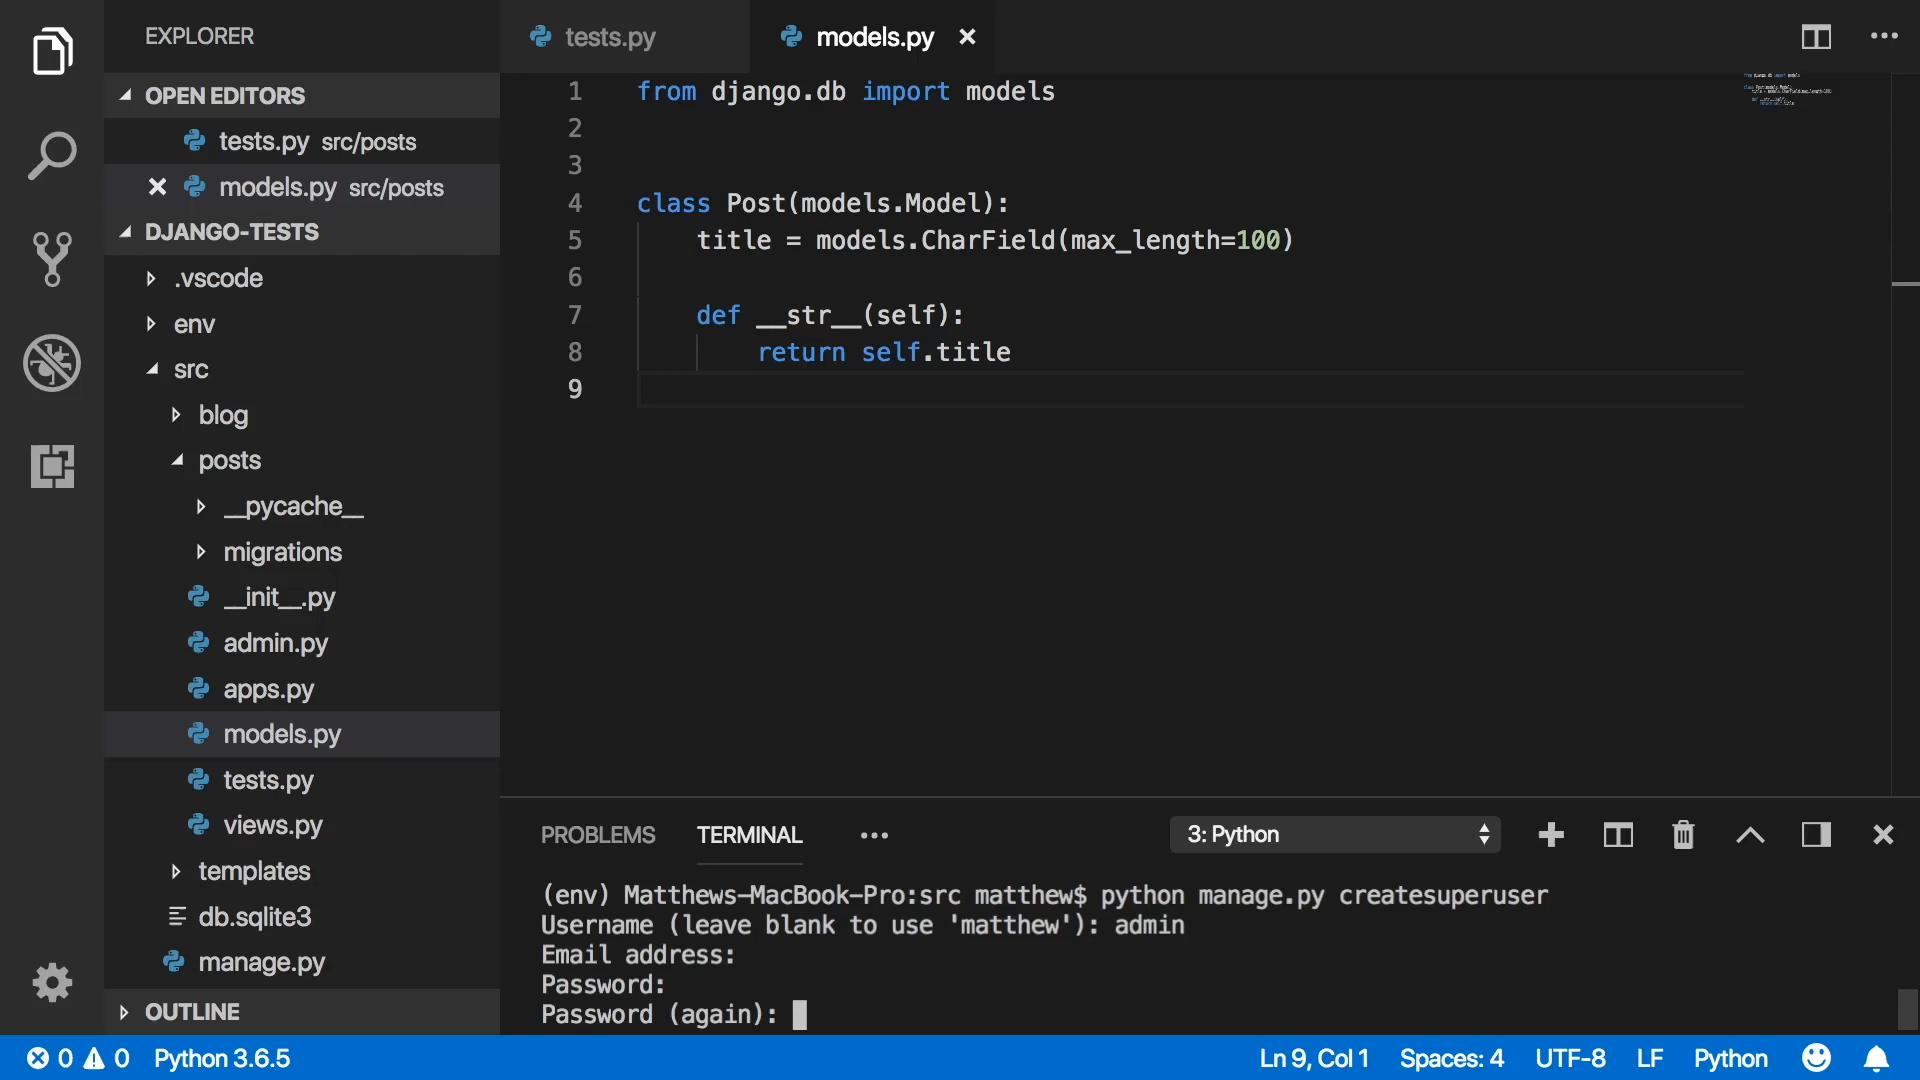 EXPLORER
OPEN EDITORS
tests.py src/posts
models.py src/posts
DJANGO-TESTS
.vscode
env
src
blog
posts
__pycache__
migrations
__init__.py
admin.py
apps.py
models.py
tests.py
views.py
templates
db.sqlite3
manage.py
OUTLINE
tests.py models.py
1 from django.db import models
2
3
4 class Post(models.Model):
5 title = models.CharField(max_length=100)
6
7 def __str__(self):
8 return self.title
9
PROBLEMS TERMINAL 3: Python
(env) Matthews-MacBook-Pro:src matthew$ python manage.py createsuperuser
Username (leave blank to use 'matthew'): admin
Email address:
Password:
Password (again):
0 0 Python 3.6.5 Ln 9, Col 1 Spaces: 4 UTF-8 LF Python